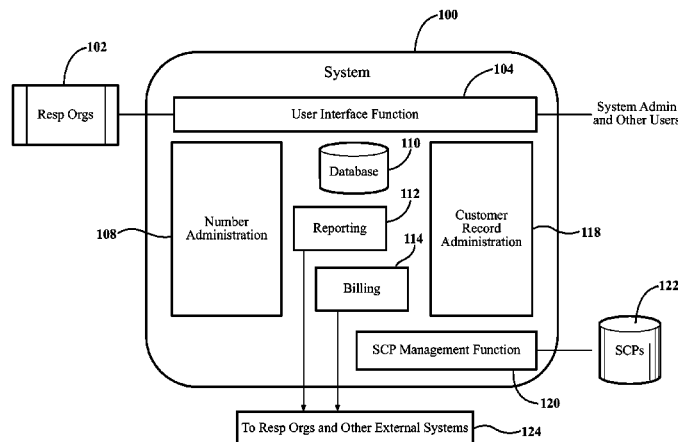 100
102
System
104
Resp Orgs
User Interface Function
System Admin
and Other Users
110
Database
112
Number
Administration
Reporting
Customer
Record
Administration
108
118
114
Billing
122
SCP Management Function
SCPs
120
To Resp Orgs and Other External Systems
124